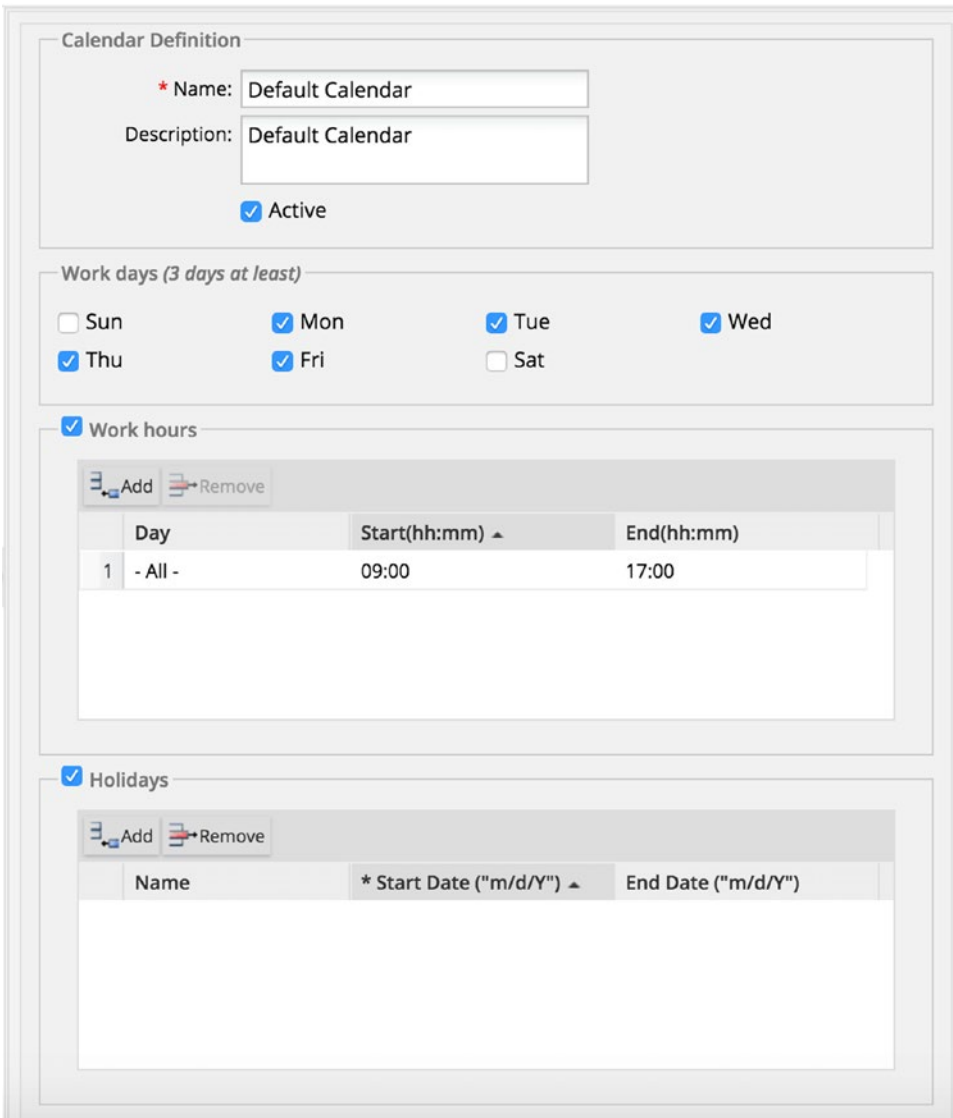 Calendar Definition
* Name: Default Calendar
Description: Default Calendar
Active
Work days (3 days at least)
Sun Mon Tue Wed
Thu Fri Sat
Work hours
Add Remove
Day Start(hh:mm) End(hh:mm)
1 - All - 09:00 17:00
Holidays
Add Remove
Name * Start Date ("m/d/Y") End Date ("m/d/Y")